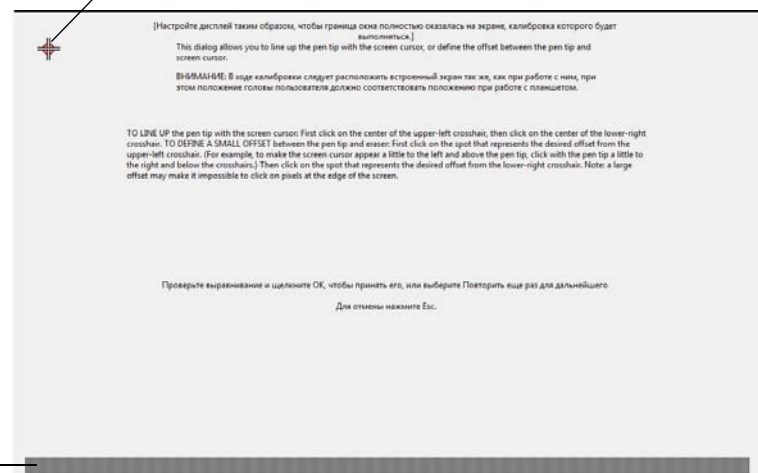 [Настройте дисплей таким образом, чтобы граница окна полностью оказалась на экране, калибровка которого будет
выполняться.]
This dialog allows you to line up the pen tip with the screen cursor, or define the offset between the pen tip and
screen cursor.
ВНИМАНИЕ: В ходе калибровки следует расположить встроенный экран так же, как при работе с ним, при
этом положение головы пользователя должно соответствовать положению при работе с планшетом.
TO LINE UP the pen tip with the screen cursor: First click on the center of the upper-left crosshair, then click on the center of the lower-right
crosshair. TO DEFINE A SMALL OFFSET between the pen tip and eraser: First click on the spot that represents the desired offset from the
upper-left crosshair. (For example, to make the screen cursor appear a little to the left and above the pen tip, click with the pen tip a little to
the right and below the crosshairs.) Then click on the spot that represents the desired offset from the lower-right crosshair. Note: a large
offset may make it impossible to click on pixels at the edge of the screen.
Проверьте выравнивание и щелкните ОК, чтобы принять его, или выберите Повторить еще раз для дальнейшего
Для отмены нажмите Esc.